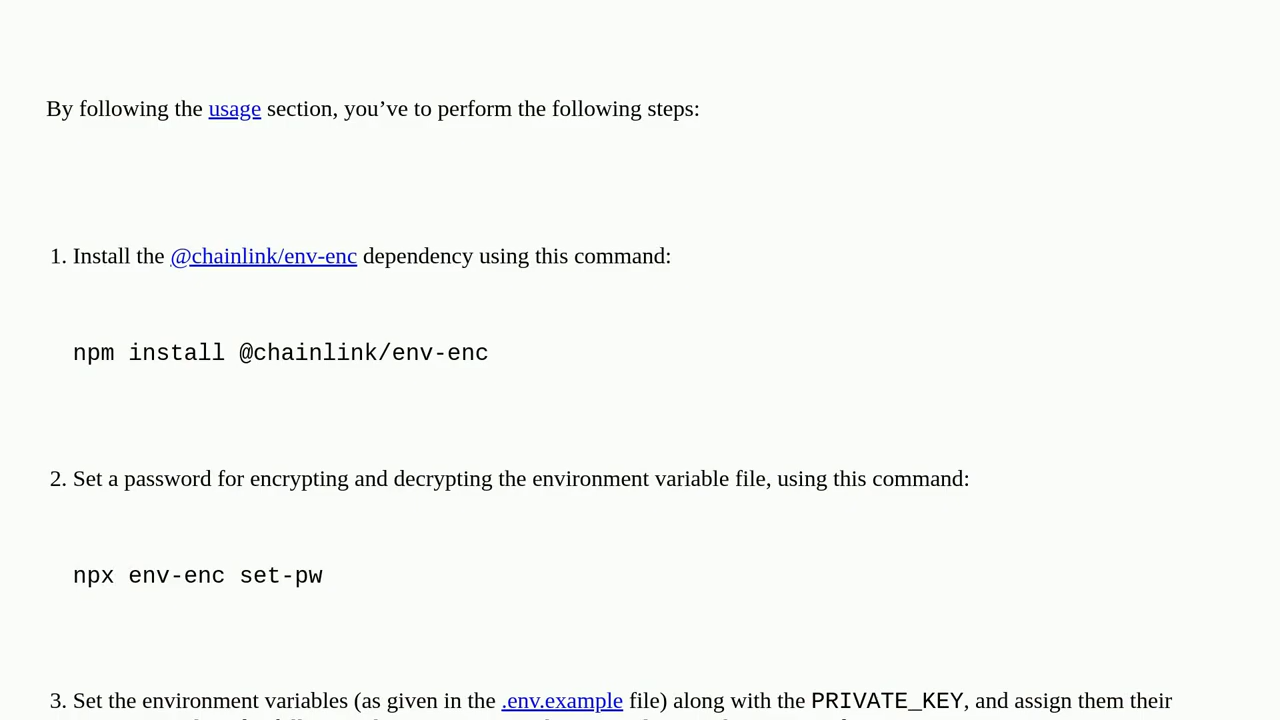 By following the usage section, you’ve to perform the following steps:
1. Install the @chainlink/env-enc dependency using this command:
npm install @chainlink/env-enc
2. Set a password for encrypting and decrypting the environment variable file, using this command:
npx env-enc set-pw
3. Set the environment variables (as given in the .env.example file) along with the PRIVATE_KEY, and assign them their